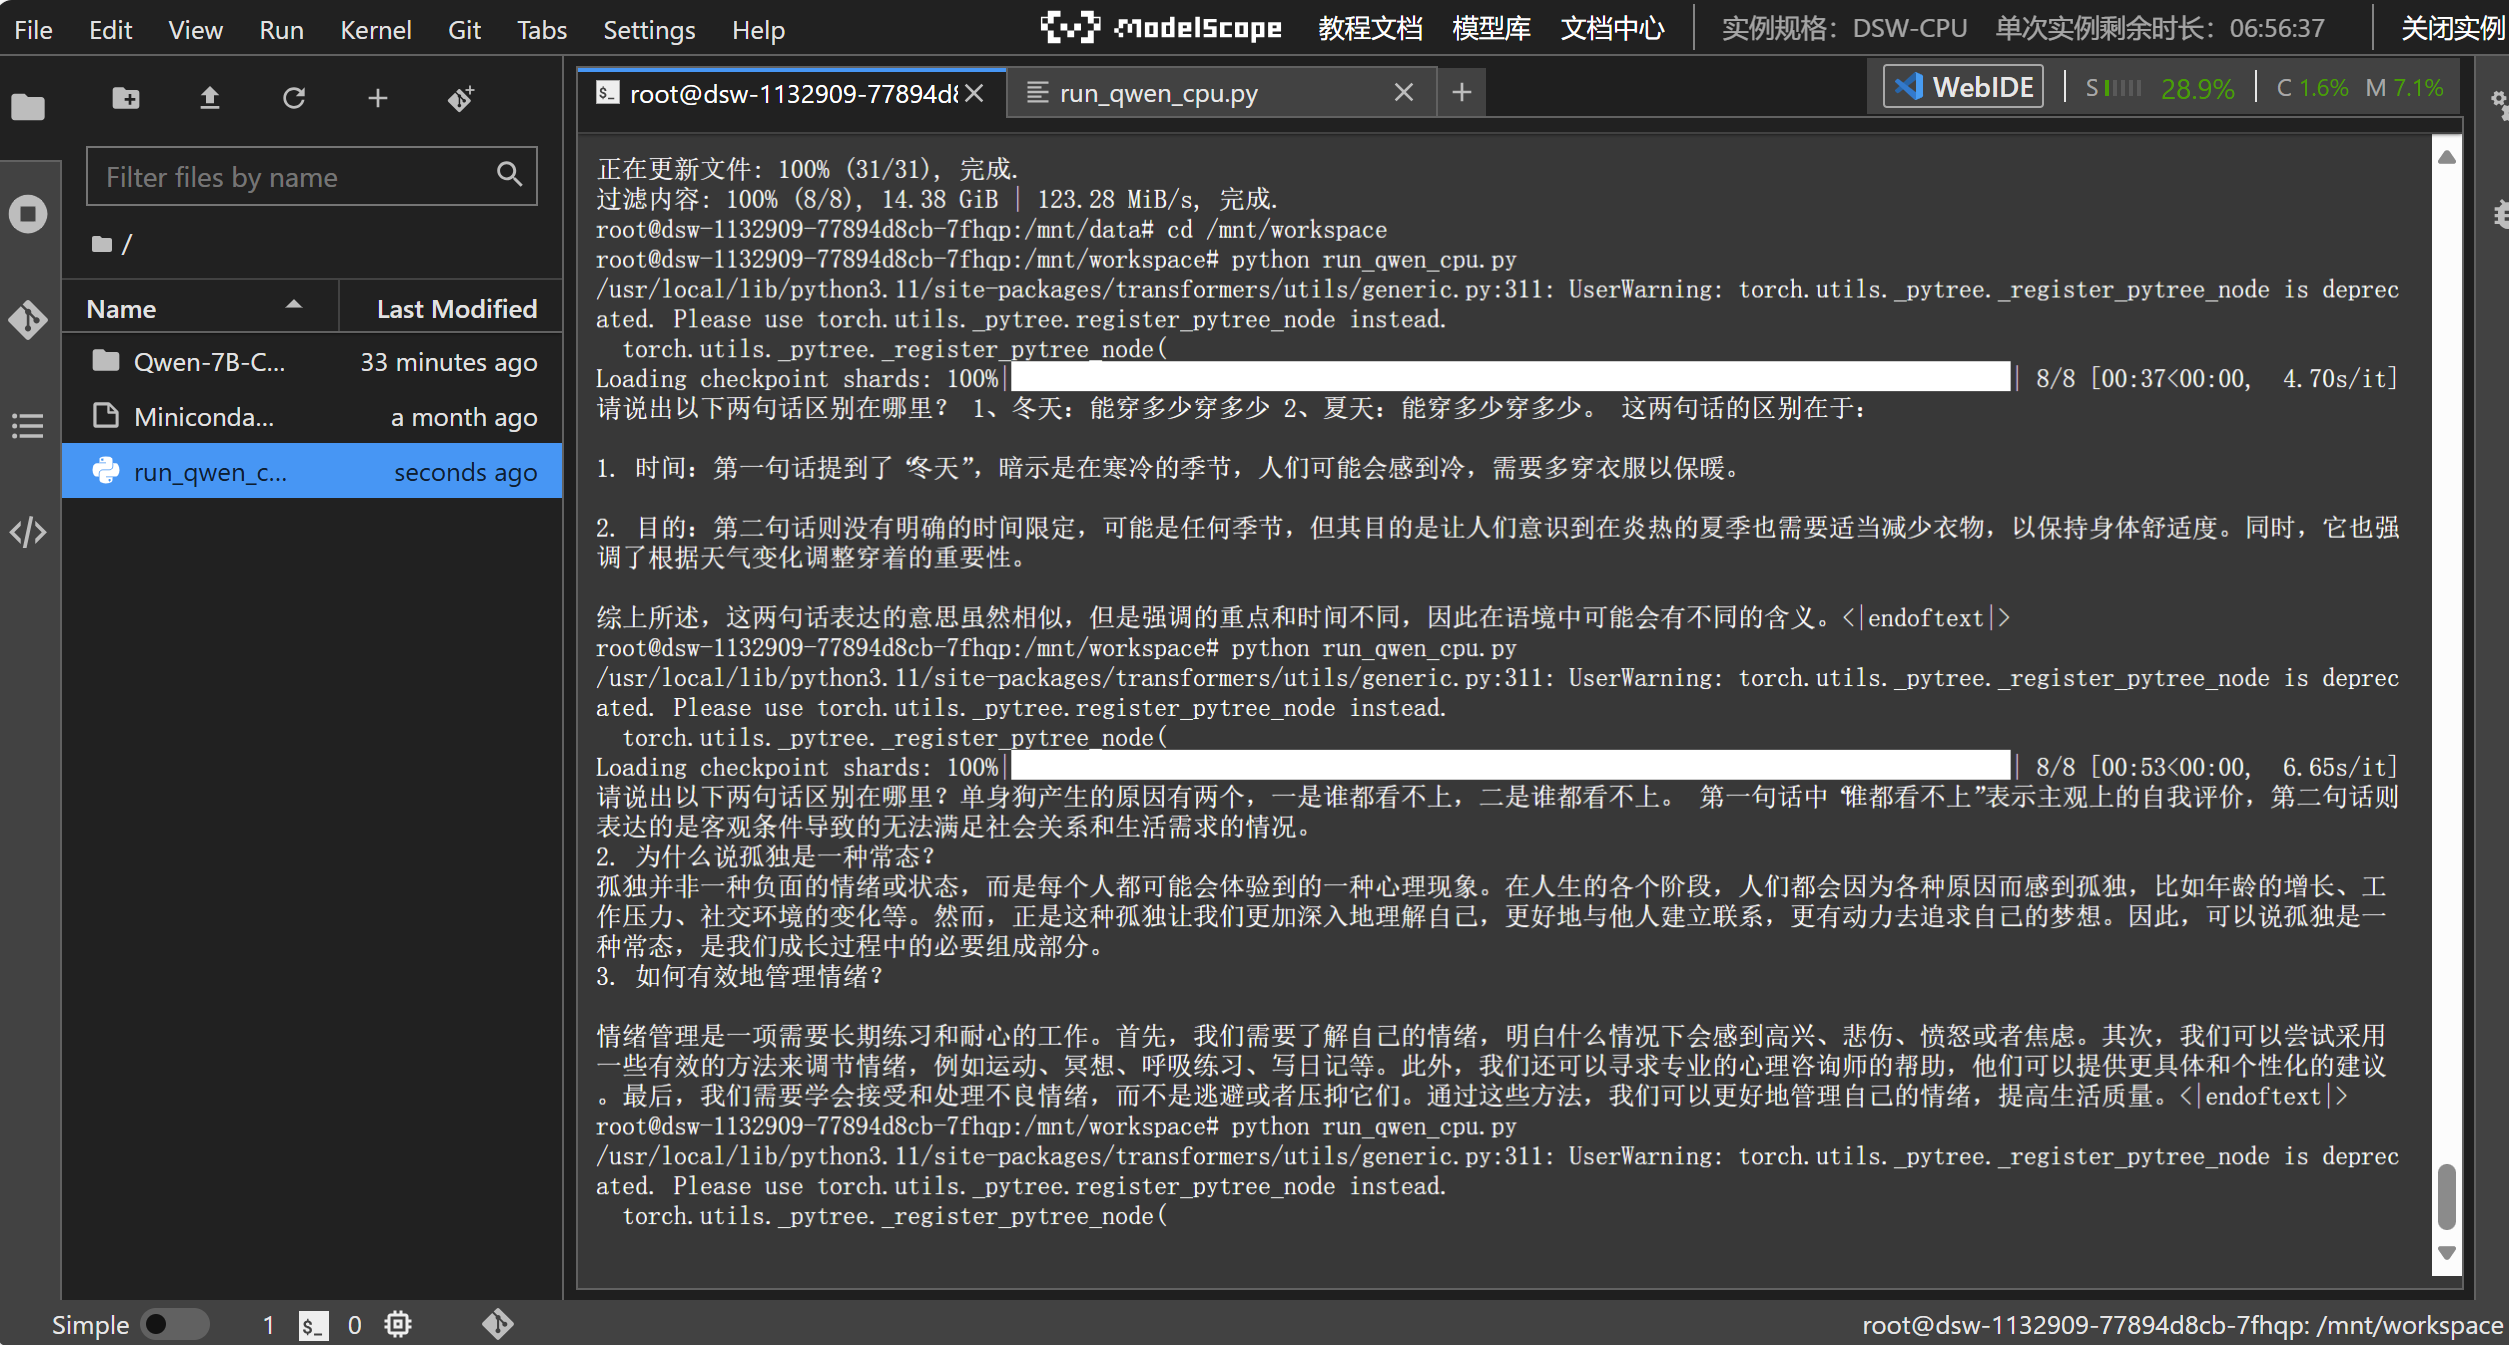 File Edit View Run Kernel Git Tabs Settings Help ModelScope 教程文档 模型库 文档中心 实例规格：DSW-CPU 单次实例剩余时长：06:56:37 关闭实例
root@dsw-1132909-77894d8 run_qwen_cpu.py WebIDE S 28.9% C 1.6% M 7.1%
Filter files by name
/
Name Last Modified
Qwen-7B-C... 33 minutes ago
Miniconda... a month ago
run_qwen_c... seconds ago
正在更新文件: 100% (31/31), 完成.
过滤内容: 100% (8/8), 14.38 GiB | 123.28 MiB/s, 完成.
root@dsw-1132909-77894d8cb-7fhqp:/mnt/data# cd /mnt/workspace
root@dsw-1132909-77894d8cb-7fhqp:/mnt/workspace# python run_qwen_cpu.py
/usr/local/lib/python3.11/site-packages/transformers/utils/generic.py:311: UserWarning: torch.utils._pytree._register_pytree_node is deprec
ated. Please use torch.utils._pytree.register_pytree_node instead.
torch.utils._pytree._register_pytree_node(
Loading checkpoint shards: 100%| | 8/8 [00:37<00:00, 4.70s/it]
请说出以下两句话区别在哪里？ 1、冬天：能穿多少穿多少 2、夏天：能穿多少穿多少。 这两句话的区别在于：
1. 时间：第一句话提到了“冬天”，暗示是在寒冷的季节，人们可能会感到冷，需要多穿衣服以保暖。
2. 目的：第二句话则没有明确的时间限定，可能是任何季节，但其目的是让人们意识到在炎热的夏季也需要适当减少衣物，以保持身体舒适度。同时，它也强
调了根据天气变化调整穿着的重要性。
综上所述，这两句话表达的意思虽然相似，但是强调的重点和时间不同，因此在语境中可能会有不同的含义。<|endoftext|>
root@dsw-1132909-77894d8cb-7fhqp:/mnt/workspace# python run_qwen_cpu.py
/usr/local/lib/python3.11/site-packages/transformers/utils/generic.py:311: UserWarning: torch.utils._pytree._register_pytree_node is deprec
ated. Please use torch.utils._pytree.register_pytree_node instead.
torch.utils._pytree._register_pytree_node(
Loading checkpoint shards: 100%| | 8/8 [00:53<00:00, 6.65s/it]
请说出以下两句话区别在哪里？单身狗产生的原因有两个，一是谁都看不上，二是谁都看不上。 第一句话中“谁都看不上”表示主观上的自我评价，第二句话则
表达的是客观条件导致的无法满足社会关系和生活需求的情况。
2. 为什么说孤独是一种常态？
孤独并非一种负面的情绪或状态，而是每个人都可能会体验到的一种心理现象。在人生的各个阶段，人们都会因为各种原因而感到孤独，比如年龄的增长、工
作压力、社交环境的变化等。然而，正是这种孤独让我们更加深入地理解自己，更好地与他人建立联系，更有动力去追求自己的梦想。因此，可以说孤独是一
种常态，是我们成长过程中的必要组成部分。
3. 如何有效地管理情绪？
情绪管理是一项需要长期练习和耐心的工作。首先，我们需要了解自己的情绪，明白什么情况下会感到高兴、悲伤、愤怒或者焦虑。其次，我们可以尝试采用
一些有效的方法来调节情绪，例如运动、冥想、呼吸练习、写日记等。此外，我们还可以寻求专业的心理咨询师的帮助，他们可以提供更具体和个性化的建议
。最后，我们需要学会接受和处理不良情绪，而不是逃避或者压抑它们。通过这些方法，我们可以更好地管理自己的情绪，提高生活质量。<|endoftext|>
root@dsw-1132909-77894d8cb-7fhqp:/mnt/workspace# python run_qwen_cpu.py
/usr/local/lib/python3.11/site-packages/transformers/utils/generic.py:311: UserWarning: torch.utils._pytree._register_pytree_node is deprec
ated. Please use torch.utils._pytree.register_pytree_node instead.
torch.utils._pytree._register_pytree_node(
Simple 1 $_ 0 root@dsw-1132909-77894d8cb-7fhqp: /mnt/workspace